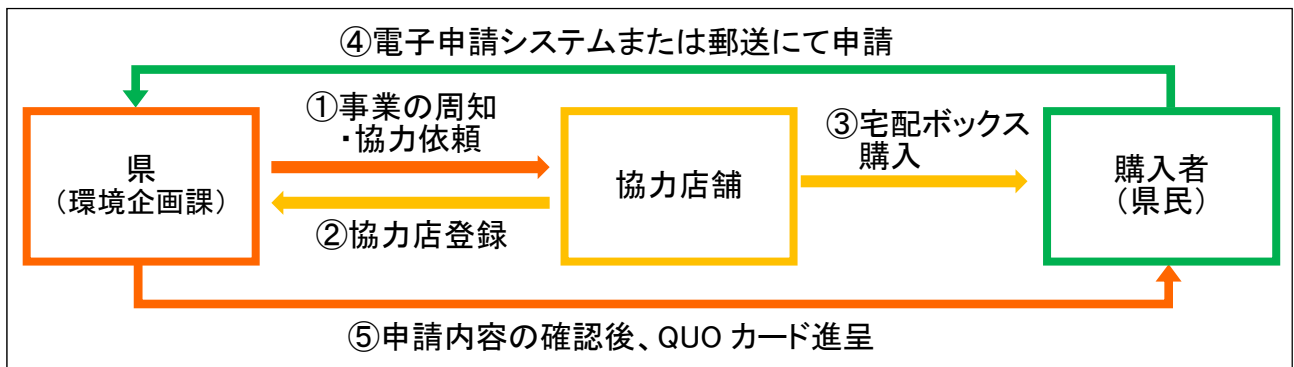 ④電子申請システムまたは郵送にて申請
①事業の周知
・協力依頼
③宅配ボックス
購入
県
(環境企画課)
協力店舗
購入者
(県民)
②協力店登録
⑤申請内容の確認後、QUO カード進呈